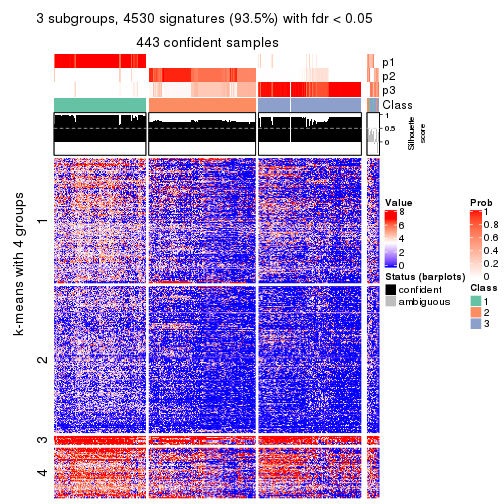 3 subgroups, 4530 signatures (93.5%) with fdr < 0.05
443 confident samples
p1
p2
p3
Class
1
0.5
0
Silhouette
score
k-means with 4 groups
1
2
3
4
Value
8
6
4
2
0
Status (barplots)
confident
ambiguous
Prob
1
0.8
0.6
0.4
0.2
0
Class
1
2
3